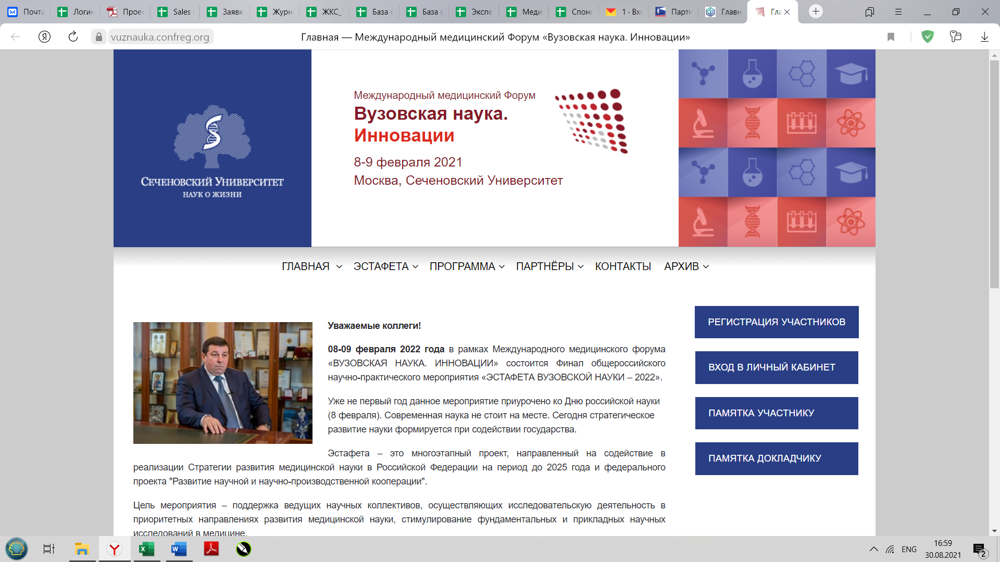 Почта
Логин
Проек
Sales
Заявк
Журн
ЖКС_
База с
База с
Экспе
Меди
Спонс
1 · Вхо
Партн
Главн
Гла
vuznauka.confreg.org
Главная — Международный медицинский Форум «Вузовская наука. Инновации»
Международный медицинский Форум
Вузовская наука.
Инновации
8-9 февраля 2021
Москва, Сеченовский Университет
Сеченовский Университет
наук о жизни
ГЛАВНАЯ ЭСТАФЕТА ПРОГРАММА ПАРТНЁРЫ КОНТАКТЫ АРХИВ
Уважаемые коллеги!
08-09 февраля 2022 года в рамках Международного медицинского форума
«ВУЗОВСКАЯ НАУКА. ИННОВАЦИИ» состоится Финал общероссийского
научно-практического мероприятия «ЭСТАФЕТА ВУЗОВСКОЙ НАУКИ – 2022».
Уже не первый год данное мероприятие приурочено ко Дню российской науки
(8 февраля). Современная наука не стоит на месте. Сегодня стратегическое
развитие науки формируется при содействии государства.
Эстафета – это многоэтапный проект, направленный на содействие в
реализации Стратегии развития медицинской науки в Российской Федерации на период до 2025 года и федерального
проекта "Развитие научной и научно-производственной кооперации".
Цель мероприятия – поддержка ведущих научных коллективов, осуществляющих исследовательскую деятельность в
приоритетных направлениях развития медицинской науки, стимулирование фундаментальных и прикладных научных
исследований в медицине.
РЕГИСТРАЦИЯ УЧАСТНИКОВ
ВХОД В ЛИЧНЫЙ КАБИНЕТ
ПАМЯТКА УЧАСТНИКУ
ПАМЯТКА ДОКЛАДЧИКУ
ENG
16:59
30.08.2021
2